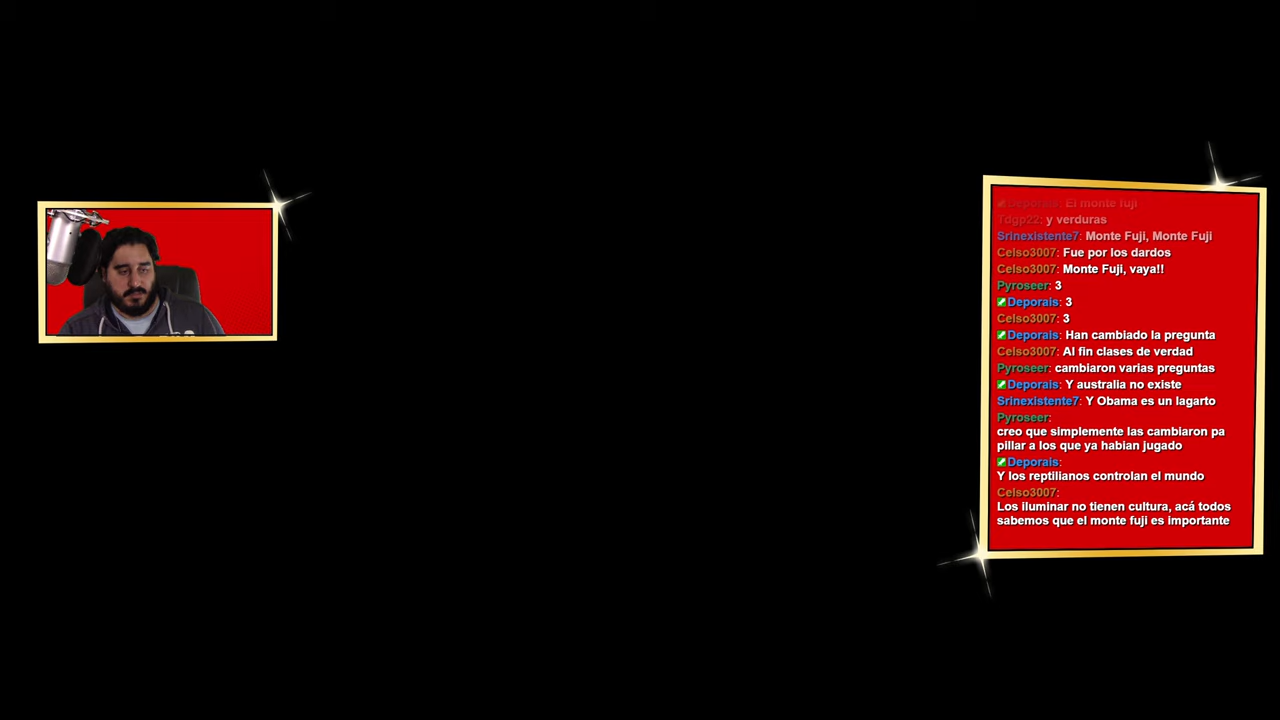 Deporais: El monte fuji
Tdgp22: y verduras
Srinexistente7: Monte Fuji, Monte Fuji
Celso3007: Fue por los dardos
Celso3007: Monte Fuji, vaya!!
Pyroseer: 3
Deporais: 3
Celso3007: 3
Deporais: Han cambiado la pregunta
Celso3007: Al fin clases de verdad
Pyroseer: cambiaron varias preguntas
Deporais: Y australia no existe
Srinexistente7: Y Obama es un lagarto
Pyroseer:
creo que simplemente las cambiaron pa
pillar a los que ya habian jugado
Deporais:
Y los reptilianos controlan el mundo
Celso3007:
Los iluminar no tienen cultura, acá todos
sabemos que el monte fuji es importante